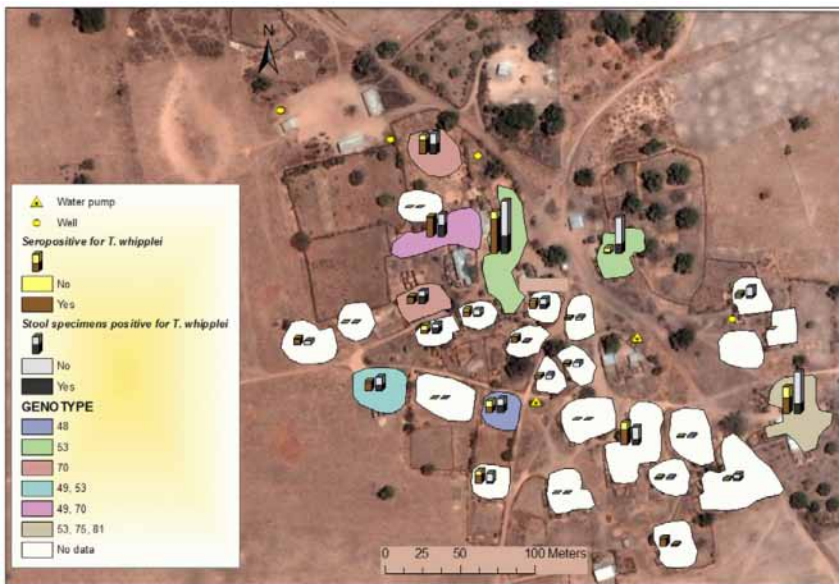 N
Water pump
Well
Seropositive for T. whipplei
No
Yes
Stool specimens positive for T. whipplei
No
Yes
GENOTYPE
48
53
70
49, 53
49, 70
53, 75, 81
No data
0 25 50 100 Meters